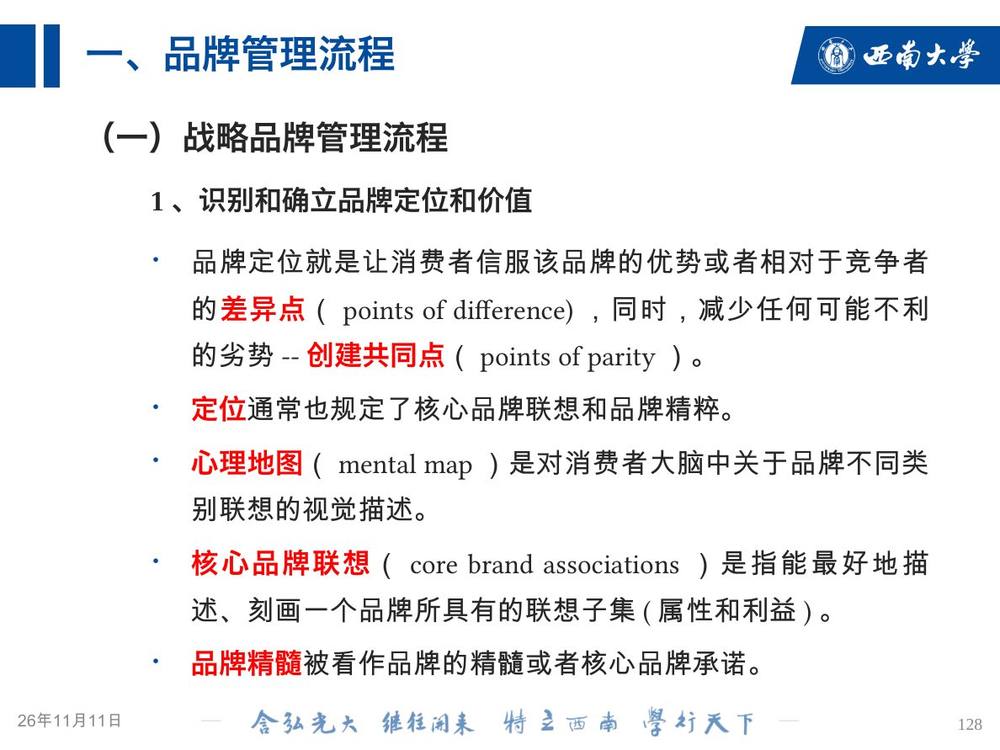 一、品牌管理流程
西南大学
（一）战略品牌管理流程
1 、识别和确立品牌定位和价值
• 品牌定位就是让消费者信服该品牌的优势或者相对于竞争者
的差异点（ points of difference) ，同时，减少任何可能不利
的劣势 -- 创建共同点（ points of parity ）。
• 定位通常也规定了核心品牌联想和品牌精粹。
• 心理地图（ mental map ）是对消费者大脑中关于品牌不同类
别联想的视觉描述。
• 核心品牌联想（ core brand associations ）是指能最好地描
述、刻画一个品牌所具有的联想子集 ( 属性和利益 ) 。
• 品牌精髓被看作品牌的精髓或者核心品牌承诺。
26年11月11日
含弘光大 继往开来 特立西南 学行天下
128